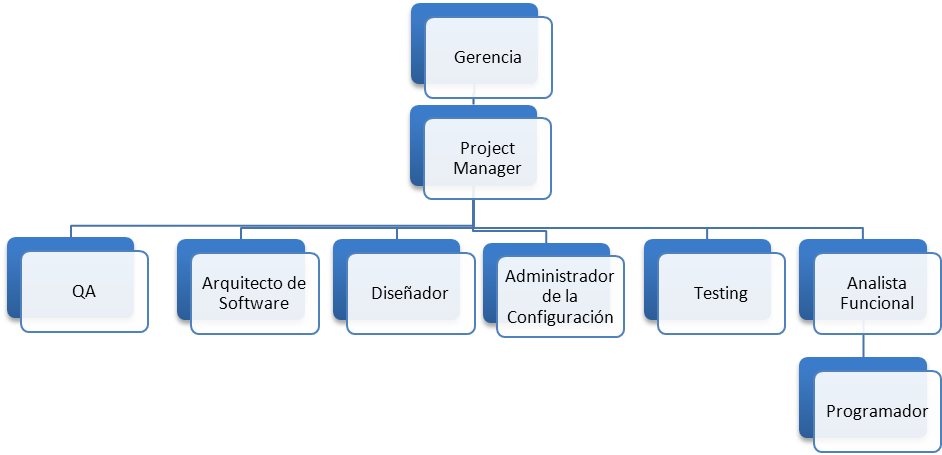 Gerencia
Project
Manager
QA
Arquitecto de
Software
Diseñador
Administrador
de la
Configuración
Testing
Analista
Funcional
Programador